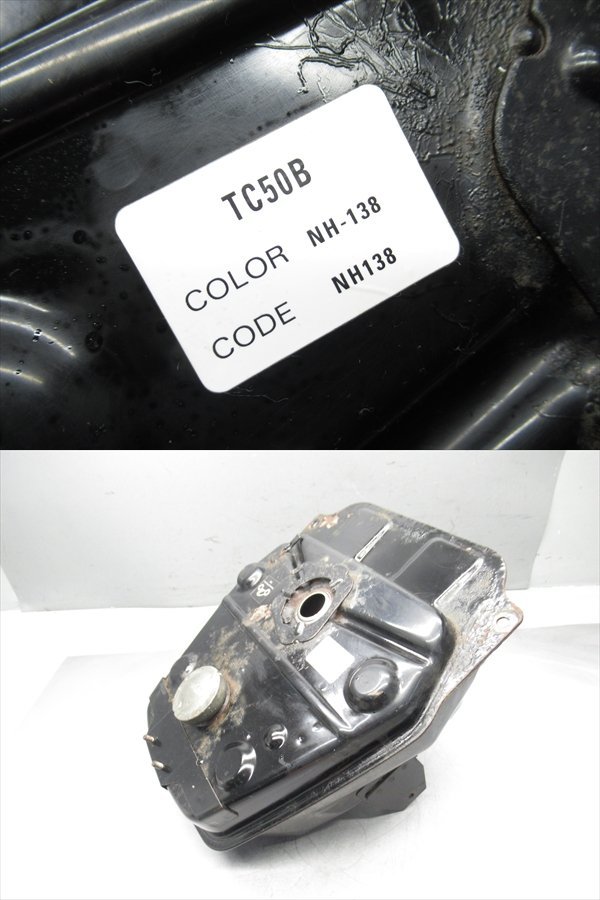 TC50B
COLOR NH-138
CODE NH138